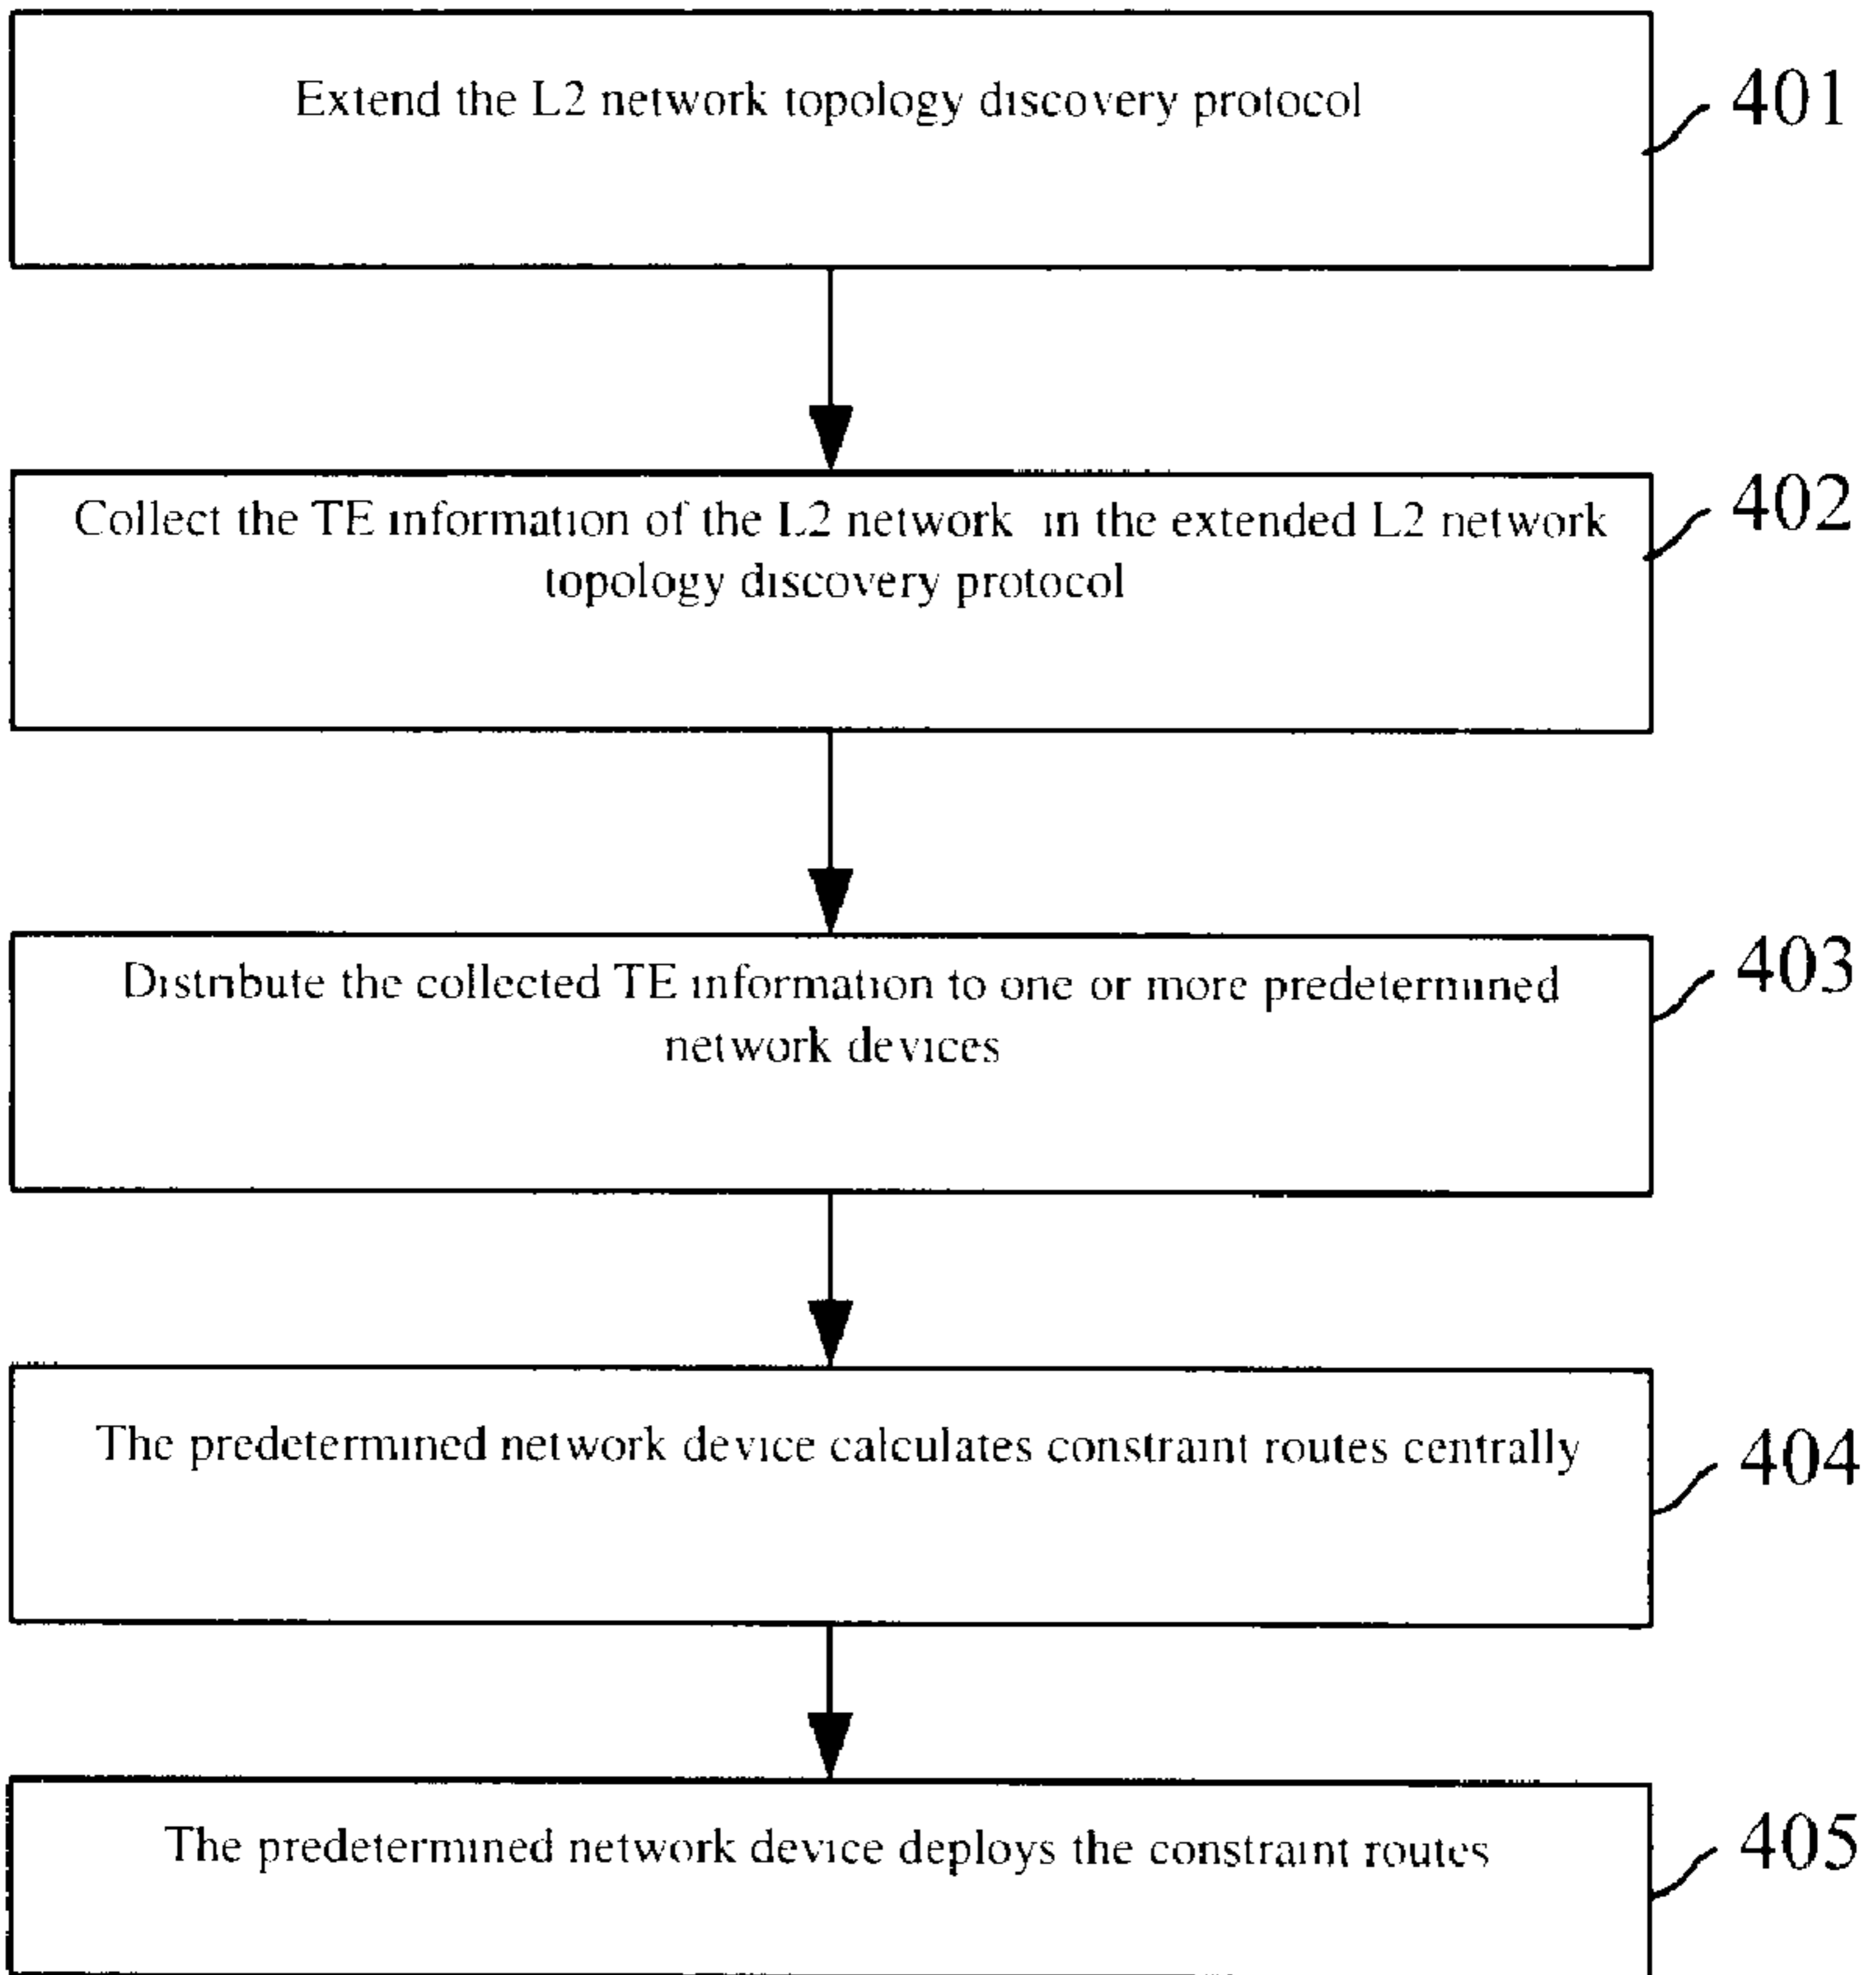 Extend the L2 network topology discovery protocol
401
Collect the TE information of the L2 network in the extended L2 network
topology discovery protocol
402
Distribute the collected TE information to one or more predetermined
network devices
403
The predetermined network device calculates constraint routes centrally
404
The predetermined network device deploys the constraint routes
405